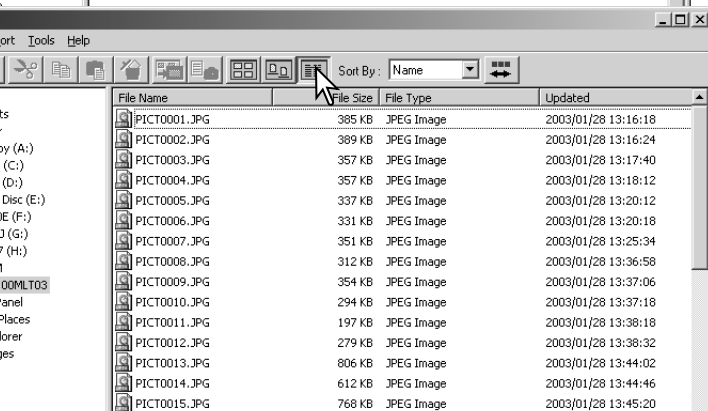 ort Tools Help
Sort By : Name
File Name File Size File Type Updated
PICT0001.JPG 385 KB JPEG Image 2003/01/28 13:16:18
PICT0002.JPG 389 KB JPEG Image 2003/01/28 13:16:24
PICT0003.JPG 357 KB JPEG Image 2003/01/28 13:17:40
PICT0004.JPG 357 KB JPEG Image 2003/01/28 13:18:12
PICT0005.JPG 337 KB JPEG Image 2003/01/28 13:20:12
PICT0006.JPG 331 KB JPEG Image 2003/01/28 13:20:18
PICT0007.JPG 351 KB JPEG Image 2003/01/28 13:25:34
PICT0008.JPG 312 KB JPEG Image 2003/01/28 13:36:58
PICT0009.JPG 354 KB JPEG Image 2003/01/28 13:37:06
PICT0010.JPG 294 KB JPEG Image 2003/01/28 13:37:18
PICT0011.JPG 197 KB JPEG Image 2003/01/28 13:38:18
PICT0012.JPG 279 KB JPEG Image 2003/01/28 13:38:32
PICT0013.JPG 806 KB JPEG Image 2003/01/28 13:44:02
PICT0014.JPG 612 KB JPEG Image 2003/01/28 13:44:46
PICT0015.JPG 768 KB JPEG Image 2003/01/28 13:45:20
ts
py (A:)
(C:)
(D:)
Disc (E:)
0E (F:)
J (G:)
7 (H:)
00MLT03
Panel
Places
lorer
ges